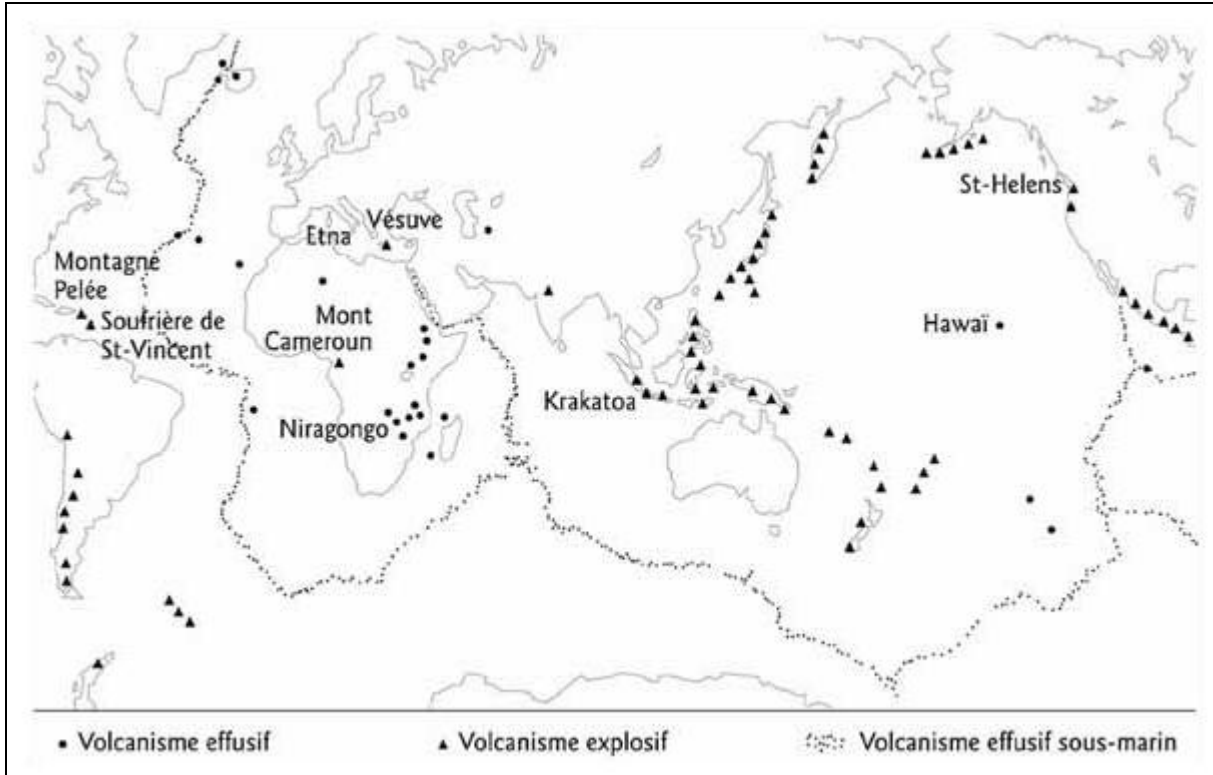 St-Helens
Vésuve
Etna
Montagne
Pelée
Soufrière de
St-Vincent
Mont
Cameroun
Hawaï
Krakatoa
Niragongo
Volcanisme effusif
Volcanisme explosif
Volcanisme effusif sous-marin